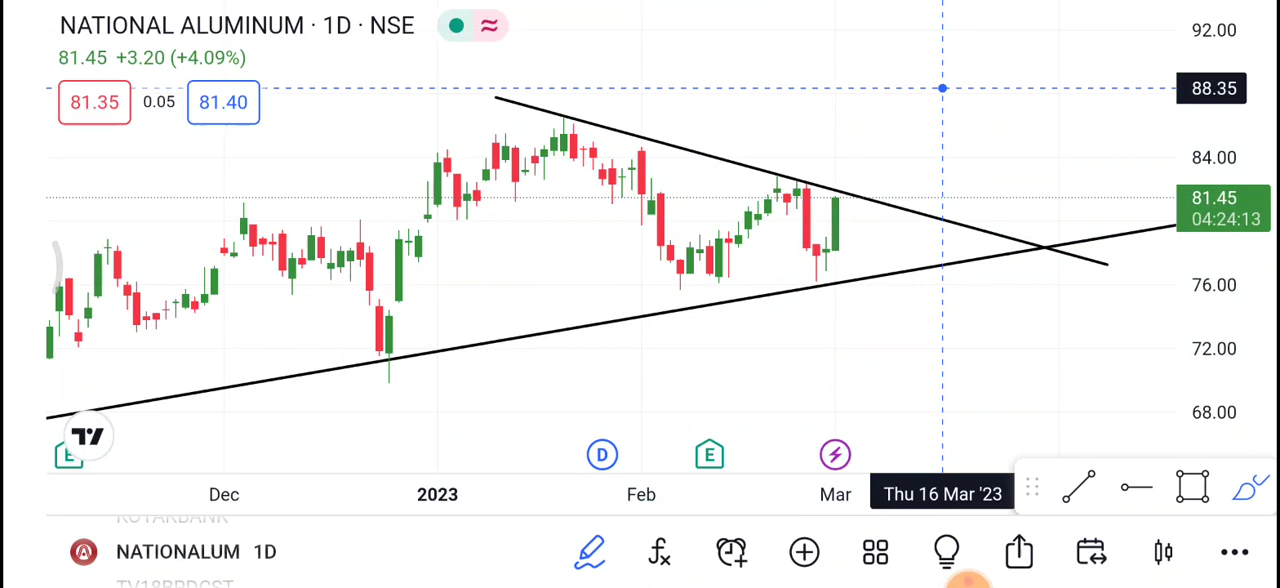 NATIONAL ALUMINUM · 1D · NSE
81.45 +3.20 (+4.09%)
81.35 0.05 81.40
92.00
88.35
84.00
81.45
04:24:13
76.00
72.00
68.00
E D E
Dec 2023 Feb Mar Thu 16 Mar '23
KOTAKBANK
NATIONALUM 1D
TV18BRDCST